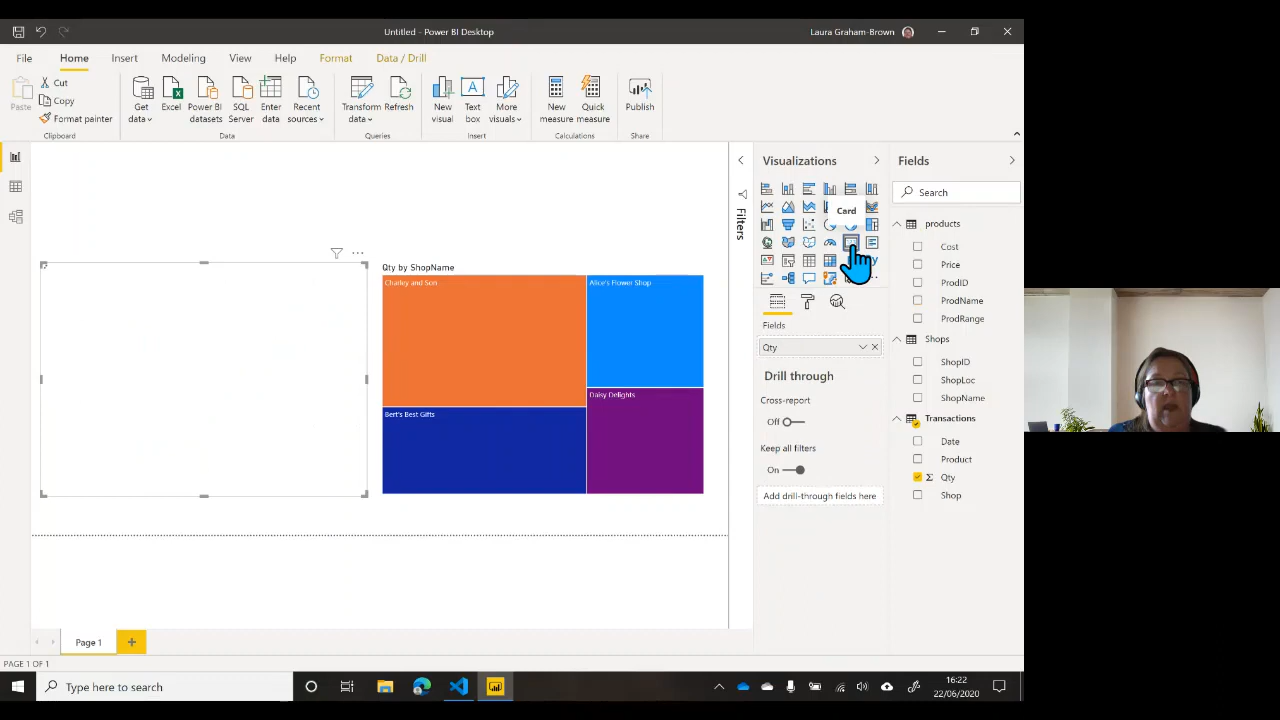 Untitled - Power BI Desktop
Laura Graham-Brown
File
Home
Insert
Modeling
View
Help
Format
Data / Drill
Paste
Cut
Copy
Format painter
Clipboard
Get data
Excel
Power BI datasets
SQL Server
Enter data
Recent sources
Data
Transform data
Refresh
Queries
New visual
Text box
More visuals
Insert
New measure
Quick measure
Calculations
Publish
Share
Qty by ShopName
Charley and Son
Alice's Flower Shop
Bert's Best Gifts
Daisy Delights
Filters
Visualizations
Card
Fields
Qty
Drill through
Cross-report
Off
Keep all filters
On
Add drill-through fields here
Fields
Search
products
Cost
Price
ProdID
ProdName
ProdRange
Shops
ShopID
ShopLoc
ShopName
Transactions
Date
Product
Qty
Shop
Page 1
PAGE 1 OF 1
Type here to search
16:22
22/06/2020